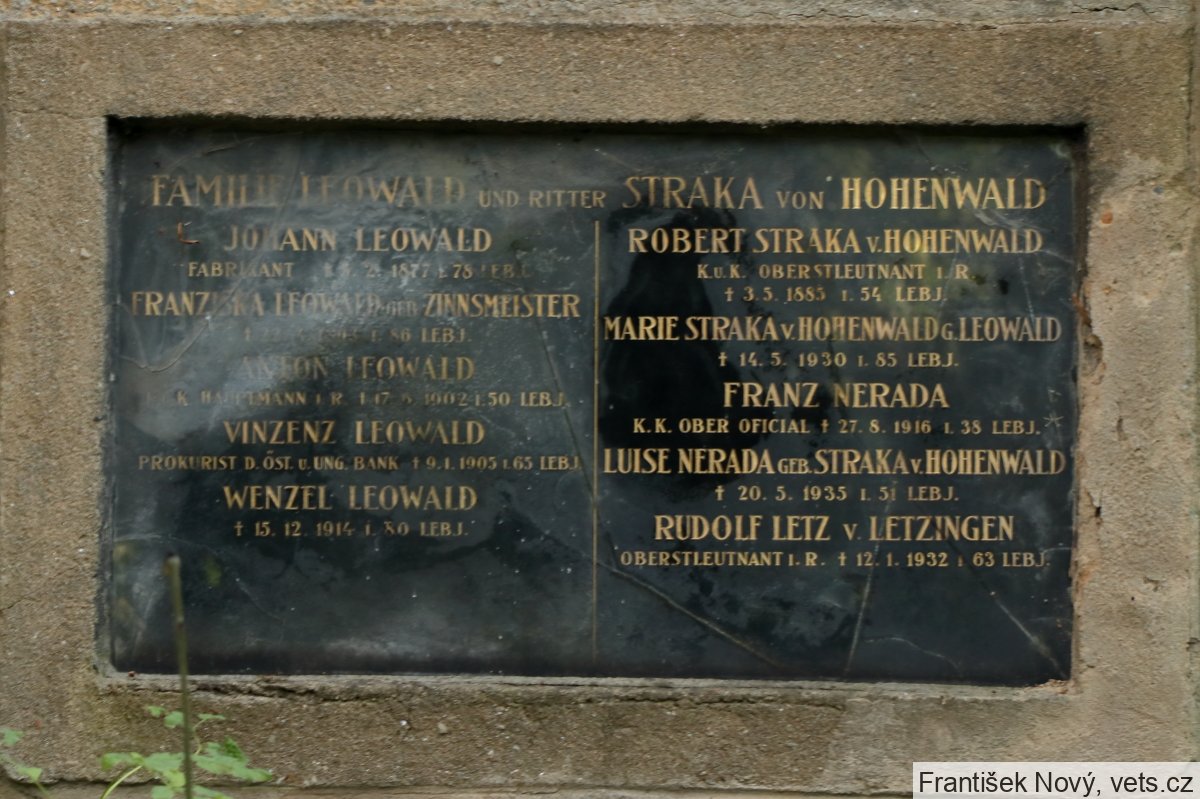 FAMILIE LEOWALD UND RITTER STRAKA VON HOHENWALD
JOHANN LEOWALD
FABRIKANT † 2. 1877 I. 78 LEBJ.
FRANZISKA LEOWALD GEB. ZINNSMEISTER
† I. 86 LEBJ.
ANTON LEOWALD
K.U.K. HAUPTMANN I. R. † 17. 1902 I. 50 LEBJ.
VINZENZ LEOWALD
PROKURIST D. ÖST. U. UNG. BANK † 9. 1. 1905 I. 65 LEBJ.
WENZEL LEOWALD
† 15. 12. 1914 I. 80 LEBJ.
ROBERT STRAKA V. HOHENWALD
K.U.K. OBERSTLEUTNANT I. R.
† 3. 5. 1885 I. 54 LEBJ.
MARIE STRAKA V. HOHENWALD G. LEOWALD
† 14. 5. 1930 I. 85 LEBJ.
FRANZ NERADA
K.K. OBER OFICIAL † 27. 8. 1916 I. 38 LEBJ.
LUISE NERADA GEB. STRAKA V. HOHENWALD
† 20. 5. 1935 I. 51 LEBJ.
RUDOLF LETZ V. LETZINGEN
OBERSTLEUTNANT I. R. † 12. 1. 1932 I. 63 LEBJ.
František Nový, vets.cz